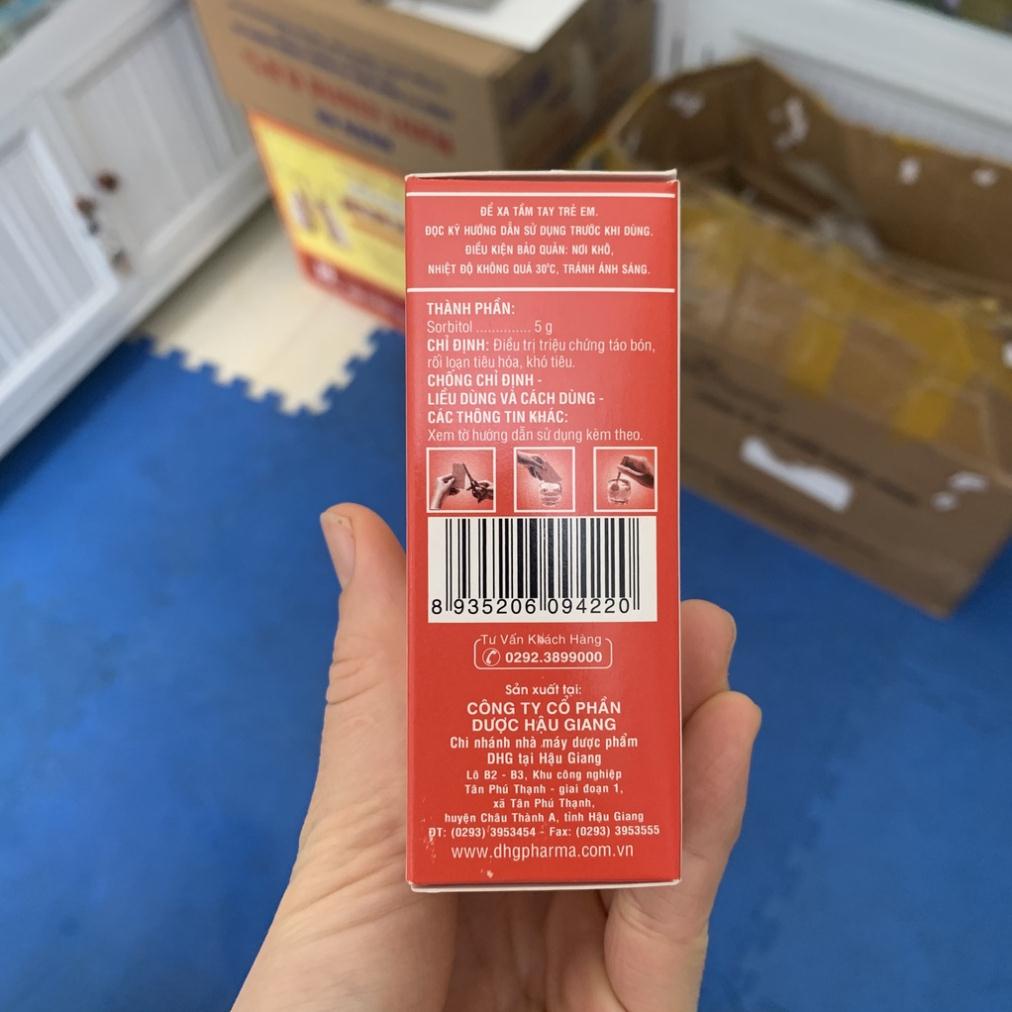 ĐỂ XA TẦM TAY TRẺ EM.
ĐỌC KỸ HƯỚNG DẪN SỬ DỤNG TRƯỚC KHI DÙNG.
ĐIỀU KIỆN BẢO QUẢN: NƠI KHÔ,
NHIỆT ĐỘ KHÔNG QUÁ 30°C, TRÁNH ÁNH SÁNG.
THÀNH PHẦN:
Sorbitol .............. 5 g
CHỈ ĐỊNH: Điều trị triệu chứng táo bón,
rối loạn tiêu hóa, khó tiêu.
CHỐNG CHỈ ĐỊNH -
LIỀU DÙNG VÀ CÁCH DÙNG -
CÁC THÔNG TIN KHÁC:
Xem tờ hướng dẫn sử dụng kèm theo.
8 935206 094220
Tư Vấn Khách Hàng
0292.3899000
Sản xuất tại:
CÔNG TY CỔ PHẦN
DƯỢC HẬU GIANG
Chi nhánh nhà máy dược phẩm
DHG tại Hậu Giang
Lô B2 - B3, Khu công nghiệp
Tân Phú Thạnh - giai đoạn 1,
xã Tân Phú Thạnh,
huyện Châu Thành A, tỉnh Hậu Giang
ĐT: (0293) 3953454 - Fax: (0293) 3953555
www.dhgpharma.com.vn